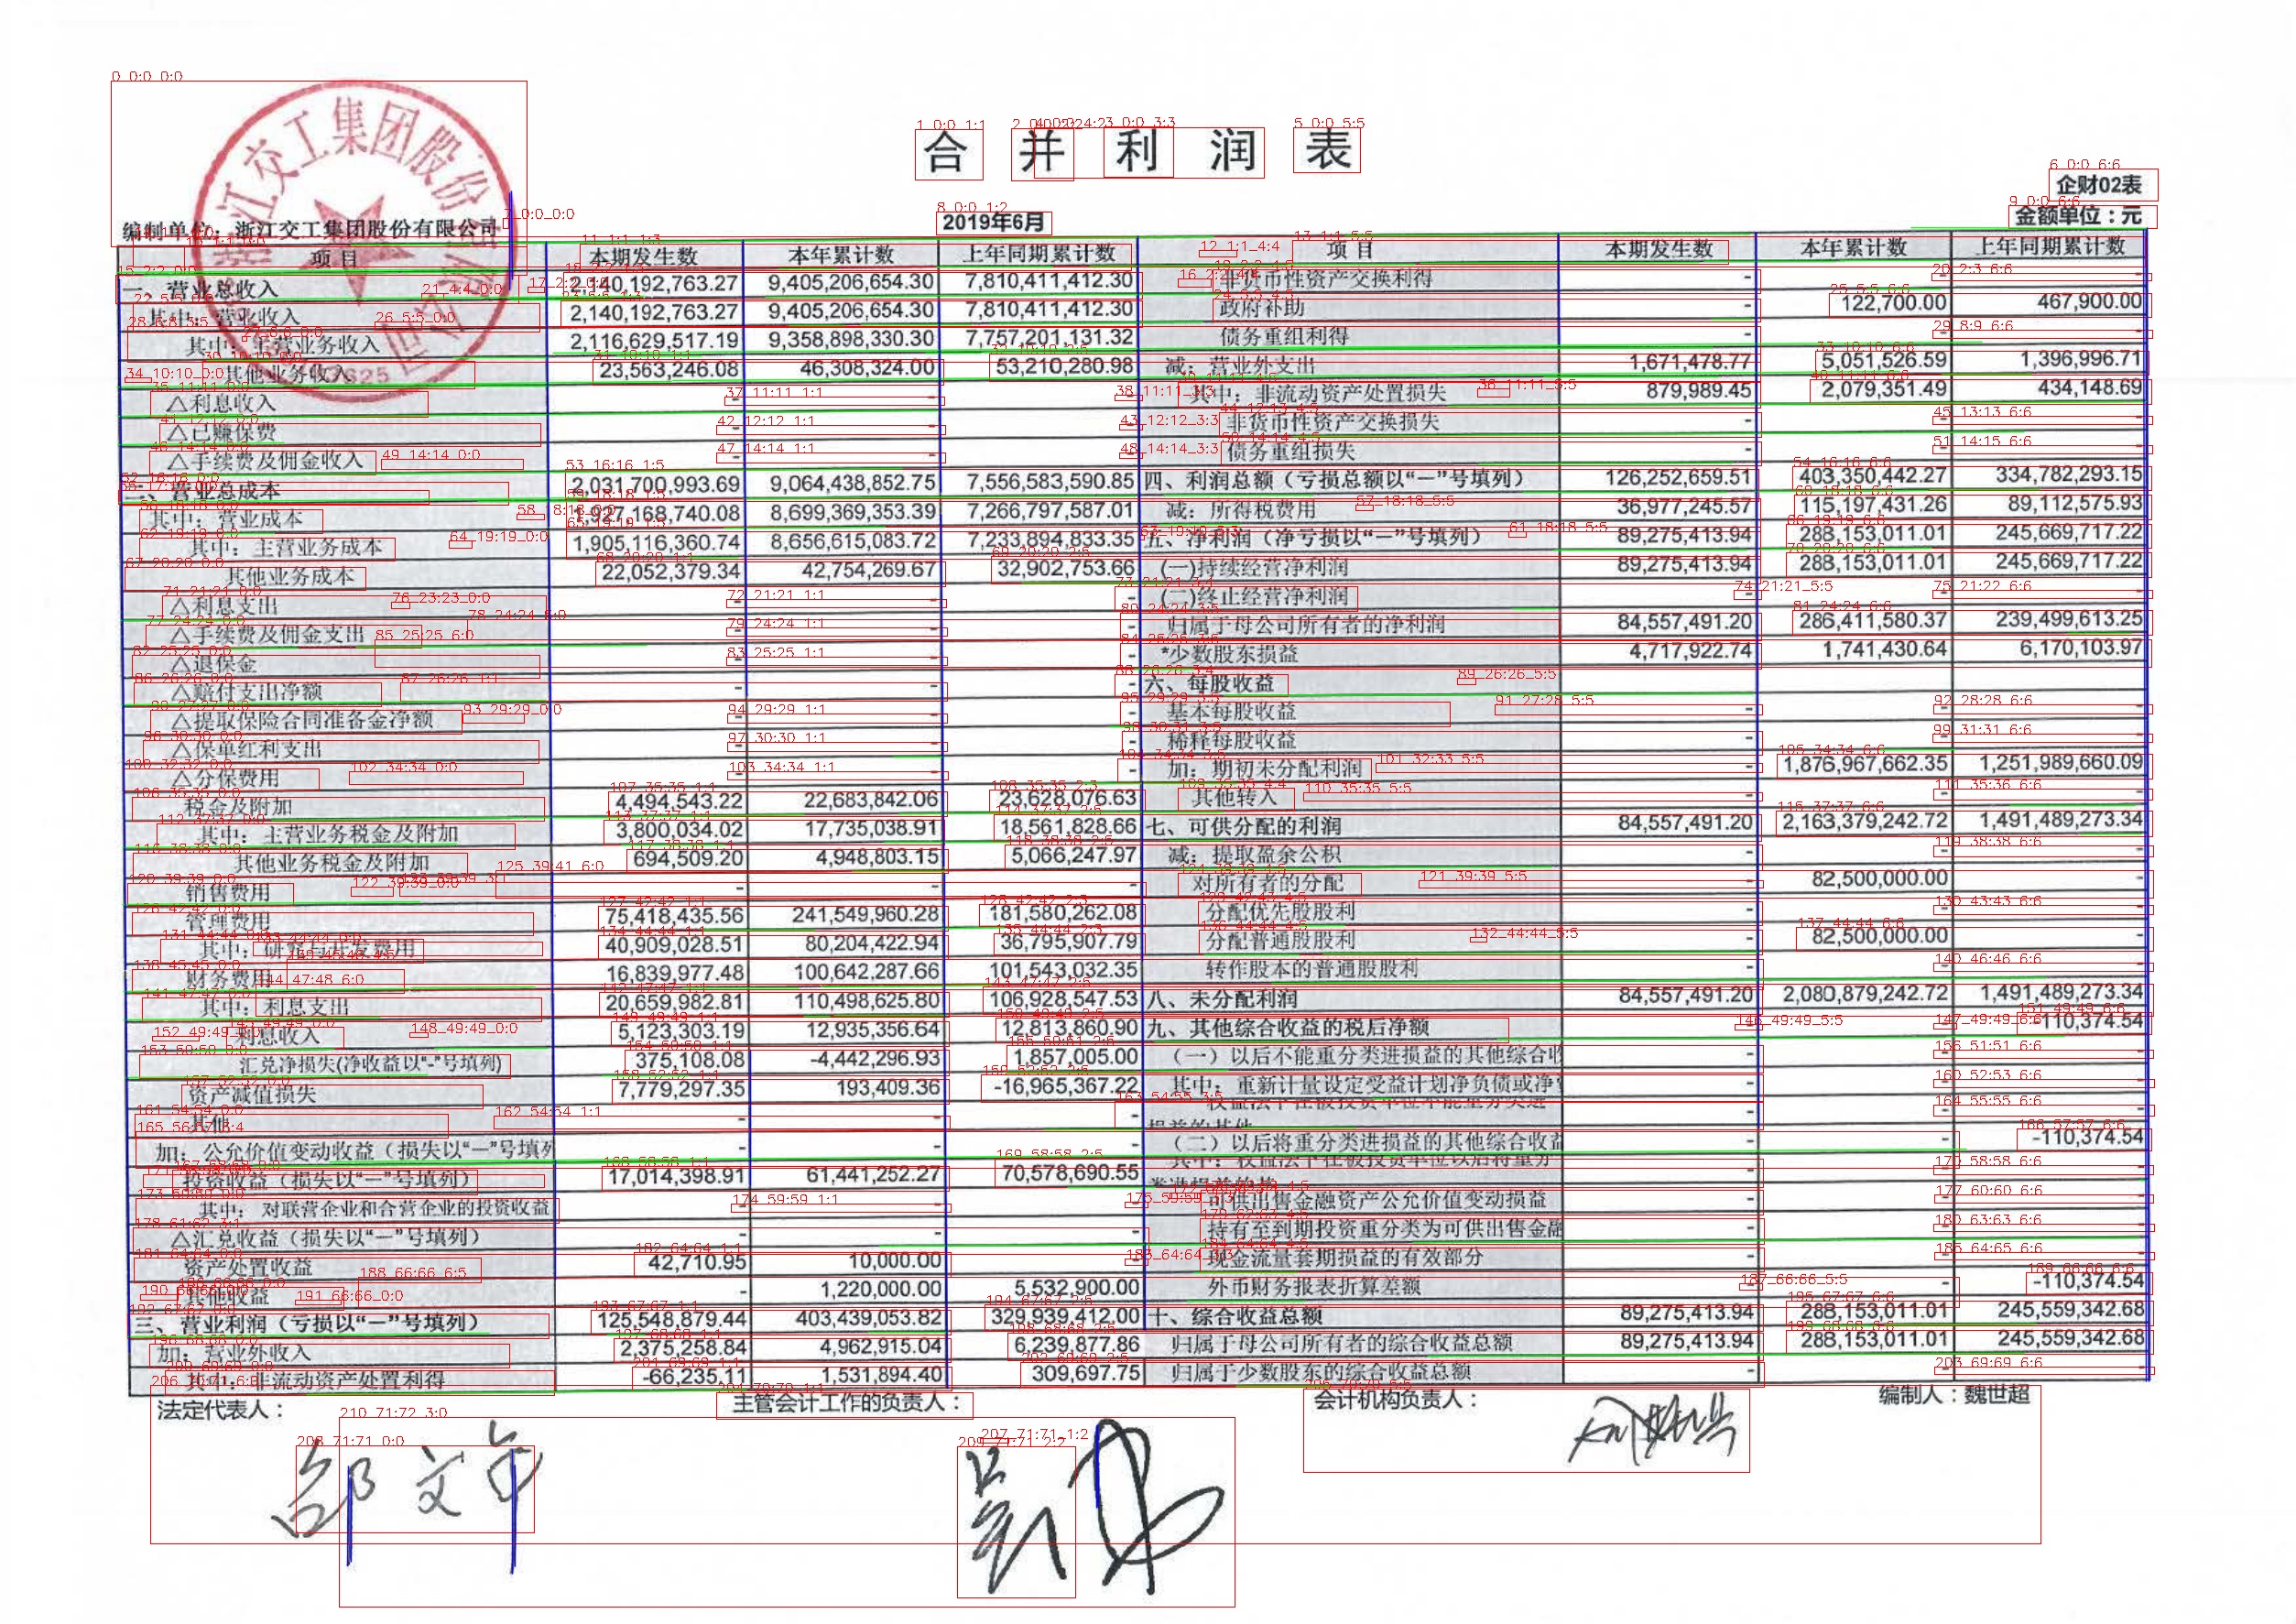 合并利润表
企财02表
编制单位：浙江交工集团股份有限公司 2019年6月 金额单位：元
项 目 本期发生数 本年累计数 上年同期累计数 项 目 本期发生数 本年累计数 上年同期累计数
一、营业总收入 2,140,192,763.27 9,405,206,654.30 7,810,411,412.30 非货币性资产交换利得 - - -
其中：营业收入 2,140,192,763.27 9,405,206,654.30 7,810,411,412.30 政府补助 - 122,700.00 467,900.00
其中：主营业务收入 2,116,629,517.19 9,358,898,330.30 7,757,201,131.32 债务重组利得 - - -
其他业务收入 23,563,246.08 46,308,324.00 53,210,280.98 减：营业外支出 1,671,478.77 5,051,526.59 1,396,996.71
△利息收入 - - - 其中：非流动资产处置损失 879,989.45 2,079,351.49 434,148.69
△已赚保费 - - - 非货币性资产交换损失 - - -
△手续费及佣金收入 - - - 债务重组损失 - - -
二、营业总成本 2,031,700,993.69 9,064,438,852.75 7,556,583,590.85 四、利润总额（亏损总额以“－”号填列） 126,252,659.51 403,350,442.27 334,782,293.15
其中：营业成本 1,927,168,740.08 8,699,369,353.39 7,266,797,587.01 减：所得税费用 36,977,245.57 115,197,431.26 89,112,575.93
其中：主营业务成本 1,905,116,360.74 8,656,615,083.72 7,233,894,833.35 五、净利润（净亏损以“－”号填列） 89,275,413.94 288,153,011.01 245,669,717.22
其他业务成本 22,052,379.34 42,754,269.67 32,902,753.66 (一)持续经营净利润 89,275,413.94 288,153,011.01 245,669,717.22
△利息支出 - - - (二)终止经营净利润 - - -
△手续费及佣金支出 - - - 归属于母公司所有者的净利润 84,557,491.20 286,411,580.37 239,499,613.25
△退保金 - - - *少数股东损益 4,717,922.74 1,741,430.64 6,170,103.97
△赔付支出净额 - - - 六、每股收益
△提取保险合同准备金净额 - - - 基本每股收益 - - -
△保单红利支出 - - - 稀释每股收益 - - -
△分保费用 - - - 加：期初未分配利润 - 1,876,967,662.35 1,251,989,660.09
税金及附加 4,494,543.22 22,683,842.06 23,628,076.63 其他转入 - - -
其中：主营业务税金及附加 3,800,034.02 17,735,038.91 18,561,828.66 七、可供分配的利润 84,557,491.20 2,163,379,242.72 1,491,489,273.34
其他业务税金及附加 694,509.20 4,948,803.15 5,066,247.97 减：提取盈余公积 - - -
销售费用 - - - 对所有者的分配 - 82,500,000.00 -
管理费用 75,418,435.56 241,549,960.28 181,580,262.08 分配优先股股利 - - -
其中：研究与开发费用 40,909,028.51 80,204,422.94 36,795,907.79 分配普通股股利 - 82,500,000.00 -
财务费用 16,839,977.48 100,642,287.66 101,543,032.35 转作股本的普通股股利 - - -
其中：利息支出 20,659,982.81 110,498,625.80 106,928,547.53 八、未分配利润 84,557,491.20 2,080,879,242.72 1,491,489,273.34
利息收入 5,123,303.19 12,935,356.64 12,813,860.90 九、其他综合收益的税后净额 - - -110,374.54
汇兑净损失(净收益以“-”号填列) 375,108.08 -4,442,296.93 1,857,005.00 （一）以后不能重分类进损益的其他综合收 - - -
资产减值损失 7,779,297.35 193,409.36 -16,965,367.22 其中：重新计量设定受益计划净负债或净 - - -
其他 - - - 权益法下在被投资单位不能重分类进损益的其他 - - -
加：公允价值变动收益（损失以“－”号填列 - - - （二）以后将重分类进损益的其他综合收益 - - -110,374.54
投资收益（损失以“－”号填列） 17,014,398.91 61,441,252.27 70,578,690.55 其中：权益法下在被投资单位以后将重分 - - -
其中：对联营企业和合营企业的投资收益 - - - 可供出售金融资产公允价值变动损益 - - -
△汇兑收益（损失以“－”号填列） - - - 持有至到期投资重分类为可供出售金融 - - -
资产处置收益 42,710.95 10,000.00 - 现金流量套期损益的有效部分 - - -
其他收益 - 1,220,000.00 5,532,900.00 外币财务报表折算差额 - - -110,374.54
三、营业利润（亏损以“－”号填列） 125,548,879.44 403,439,053.82 329,939,412.00 十、综合收益总额 89,275,413.94 288,153,011.01 245,559,342.68
加：营业外收入 2,375,258.84 4,962,915.04 6,239,877.86 归属于母公司所有者的综合收益总额 89,275,413.94 288,153,011.01 245,559,342.68
其中：非流动资产处置利得 -66,235.11 1,531,894.40 309,697.75 归属于少数股东的综合收益总额 - - -
法定代表人： 主管会计工作的负责人： 会计机构负责人： 编制人：魏世超